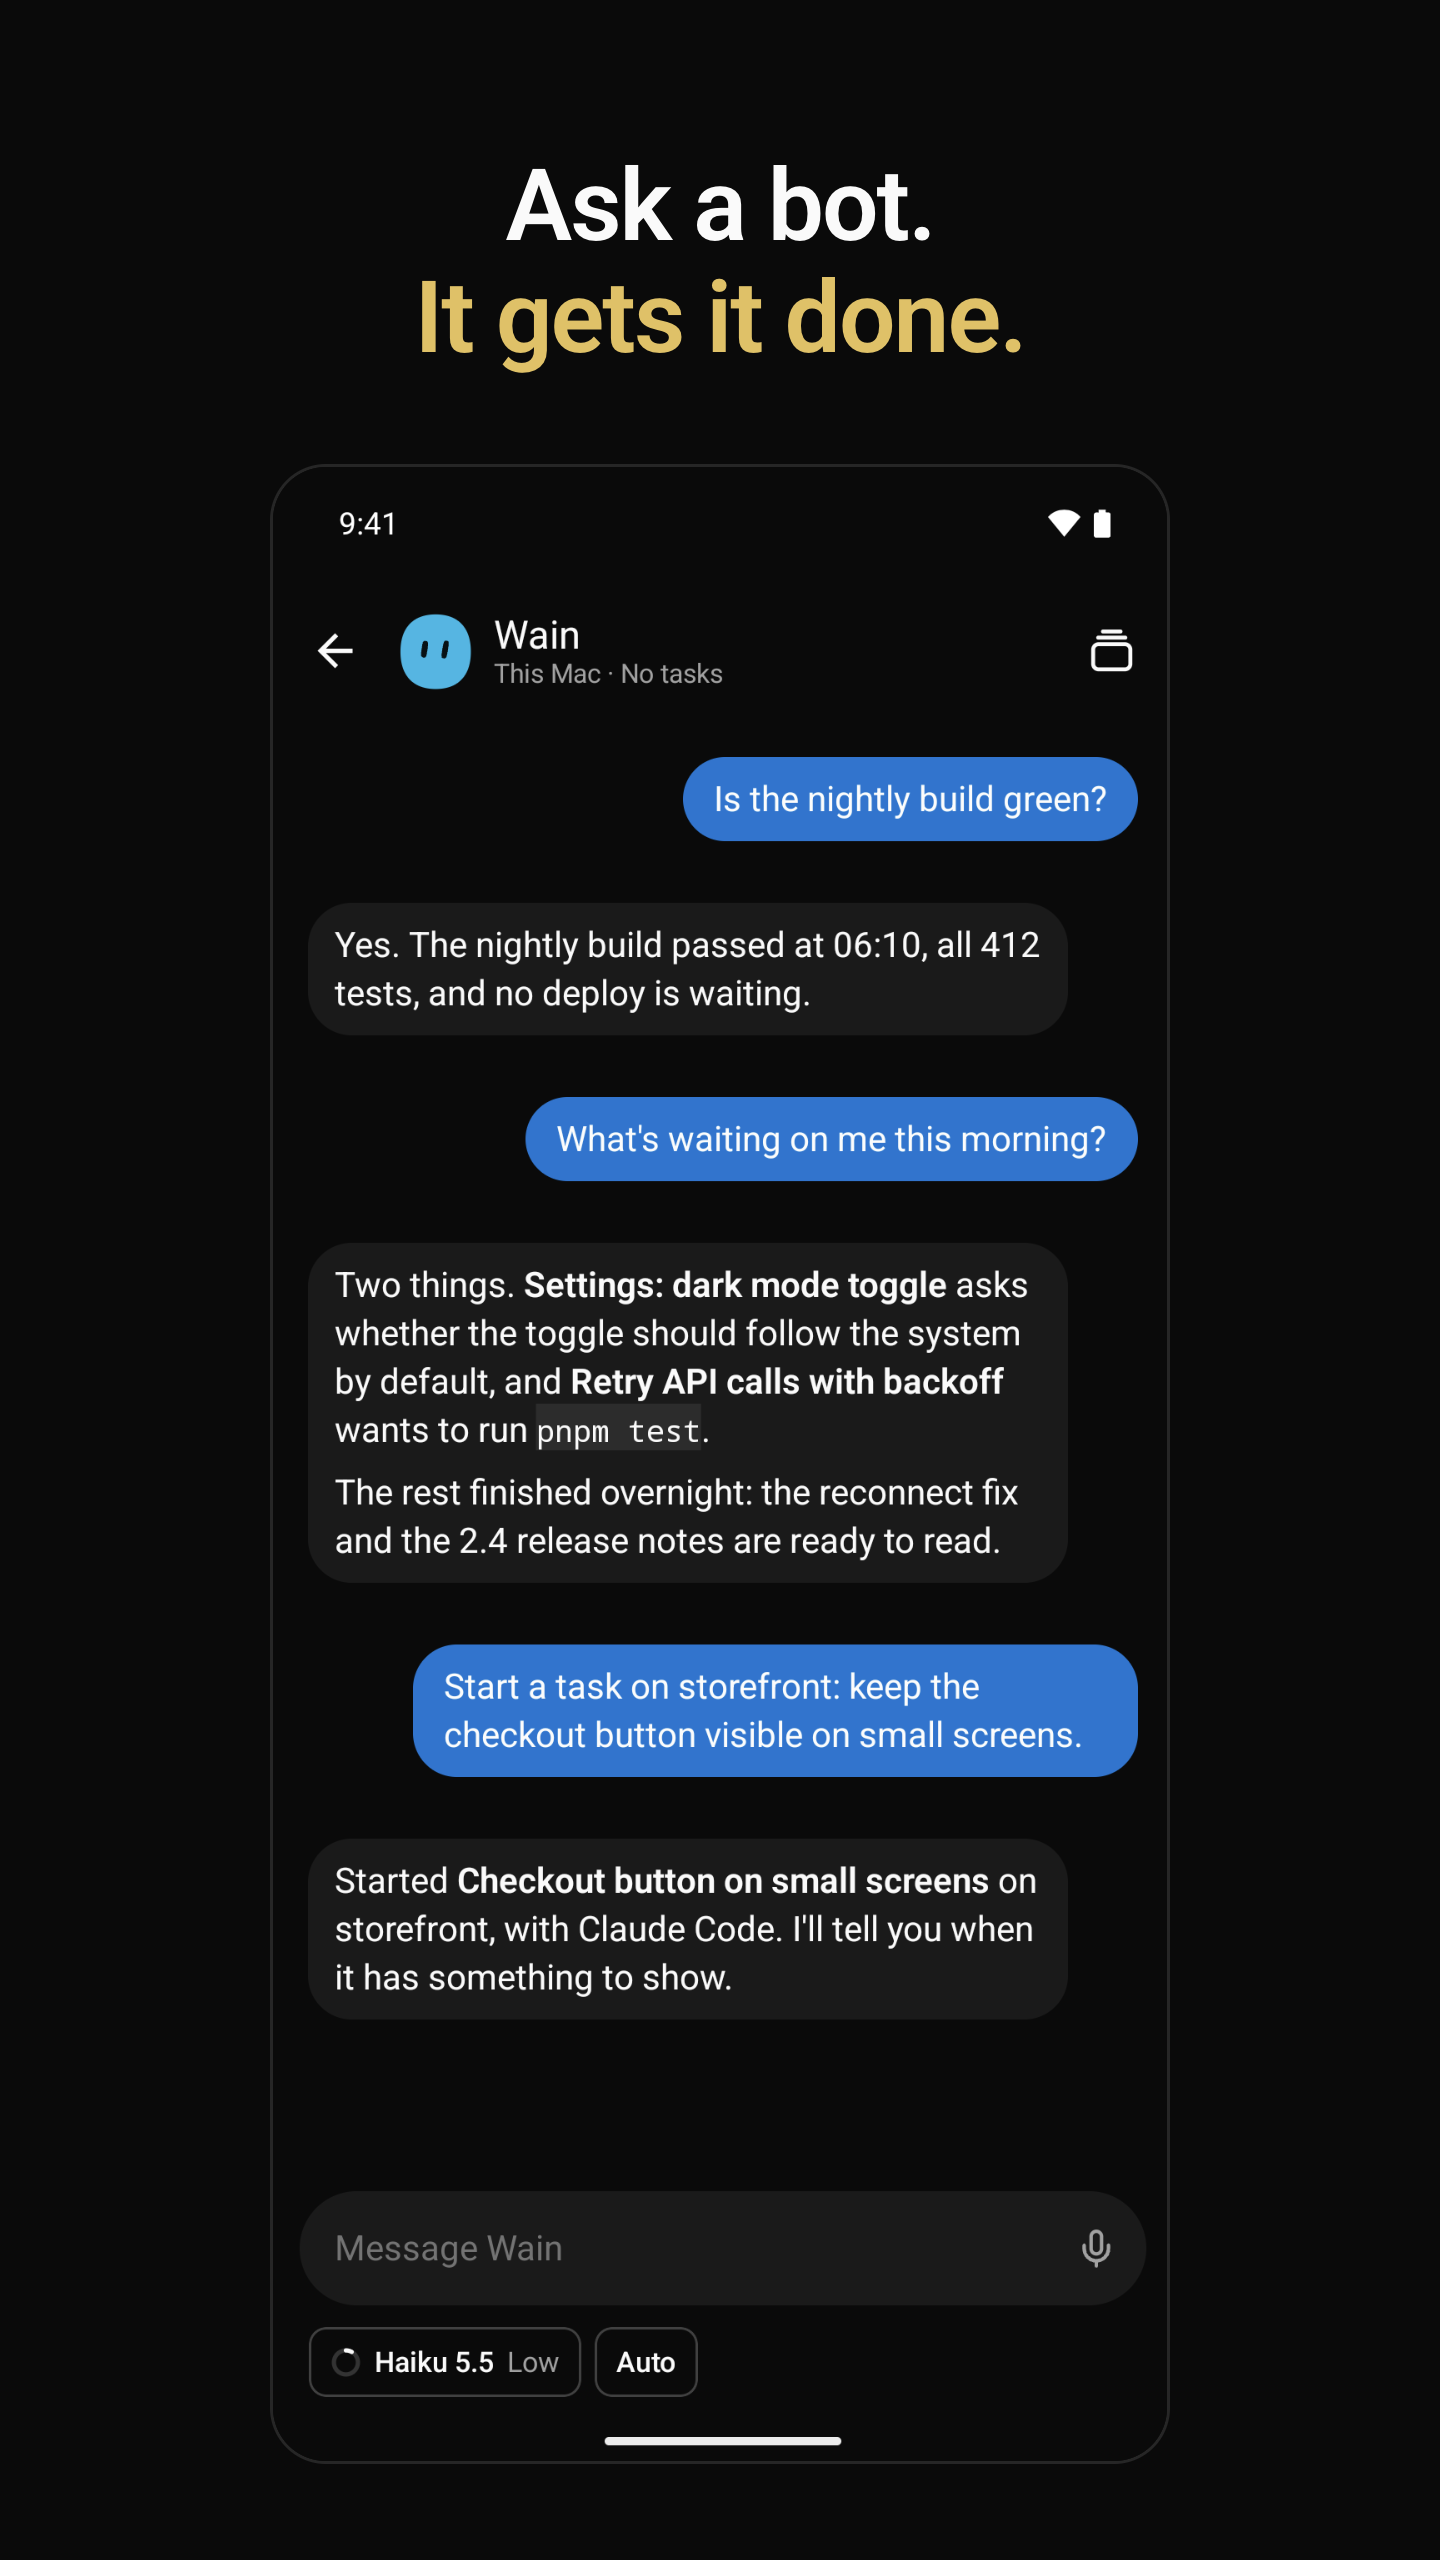 Ask a bot.
It gets it done.
9:41
Wain
This Mac · No tasks
Is the nightly build green?
Yes. The nightly build passed at 06:10, all 412
tests, and no deploy is waiting.
What's waiting on me this morning?
Two things. Settings: dark mode toggle asks
whether the toggle should follow the system
by default, and Retry API calls with backoff
wants to run pnpm test.
The rest finished overnight: the reconnect fix
and the 2.4 release notes are ready to read.
Start a task on storefront: keep the
checkout button visible on small screens.
Started Checkout button on small screens on
storefront, with Claude Code. I'll tell you when
it has something to show.
Message Wain
Haiku 5.5 Low
Auto